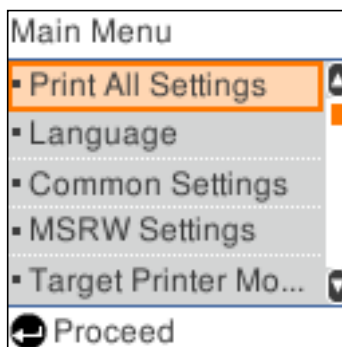 Main Menu
▪ Print All Settings
▪ Language
▪ Common Settings
▪ MSRW Settings
▪ Target Printer Mo...
Proceed